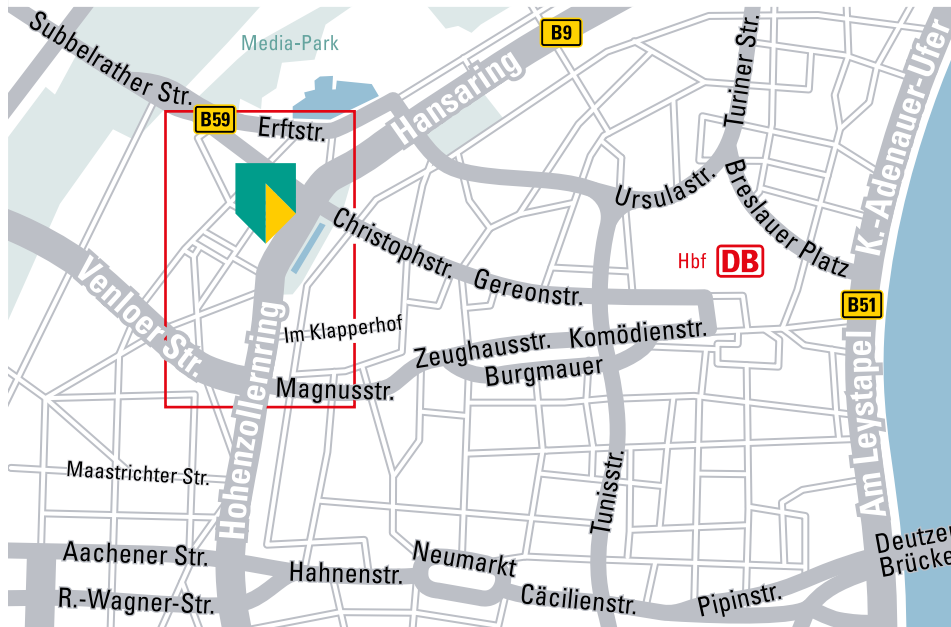 Subbelrather Str.
Media-Park
B9
Turiner Str.
K.-Adenauer-Ufer
Hansaring
B59
Erftstr.
Ursulastr.
Breslauer Platz
Christophstr.
Hbf DB
Gereonstr.
Venloer Str.
B51
Im Klapperhof
Zeughausstr.
Komödienstr.
Burgmauer
Magnusstr.
Hohenzollernring
Am Leystapel
Maastrichter Str.
Tunisstr.
Aachener Str.
Neumarkt
Deutzer
Brücke
Hahnenstr.
R.-Wagner-Str.
Cäcilienstr.
Pipinstr.